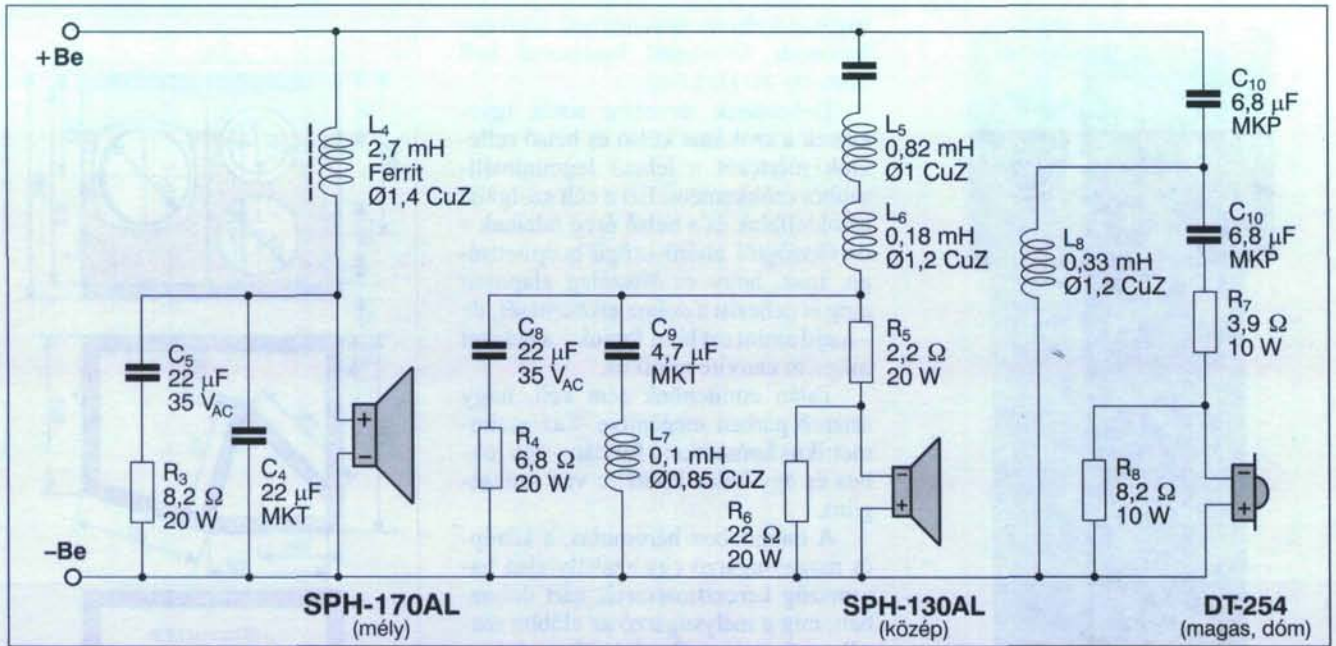 +Be
L₄
2,7 mH
Ferrit
Ø1,4 CuZ
L₅
0,82 mH
Ø1 CuZ
L₆
0,18 mH
Ø1,2 CuZ
C₁₀
6,8 µF
MKP
L₈
0,33 mH
Ø1,2 CuZ
C₁₀
6,8 µF
MKP
R₇
3,9 Ω
10 W
C₅
22 µF
35 V_AC
R₃
8,2 Ω
20 W
C₄
22 µF
MKT
+
−
C₈
22 µF
35 V_AC
R₄
6,8 Ω
20 W
C₉
4,7 µF
MKT
L₇
0,1 mH
Ø0,85 CuZ
R₅
2,2 Ω
20 W
R₆
22 Ω
20 W
+
R₈
8,2 Ω
10 W
+
−Be
SPH-170AL
(mély)
SPH-130AL
(közép)
DT-254
(magas, dóm)